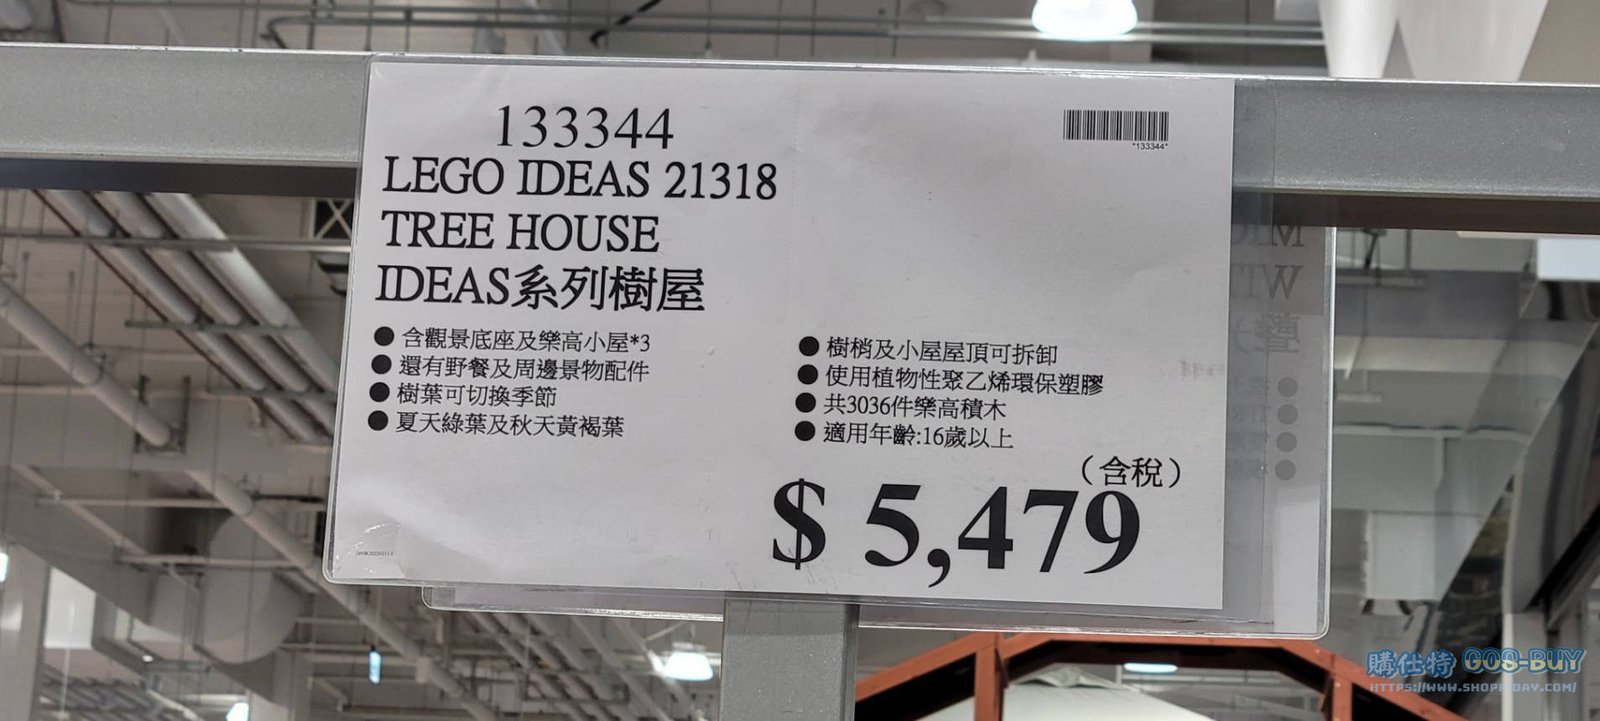 133344
*133344*
LEGO IDEAS 21318
TREE HOUSE
IDEAS系列樹屋
●含觀景底座及樂高小屋*3
●還有野餐及周邊景物配件
●樹葉可切換季節
●夏天綠葉及秋天黃褐葉
●樹梢及小屋屋頂可拆卸
●使用植物性聚乙烯環保塑膠
●共3036件樂高積木
●適用年齡:16歲以上
（含稅）
$ 5,479
購仕特 GOS-BUY
HTTPS://WWW.SHOPTODAY.COM/